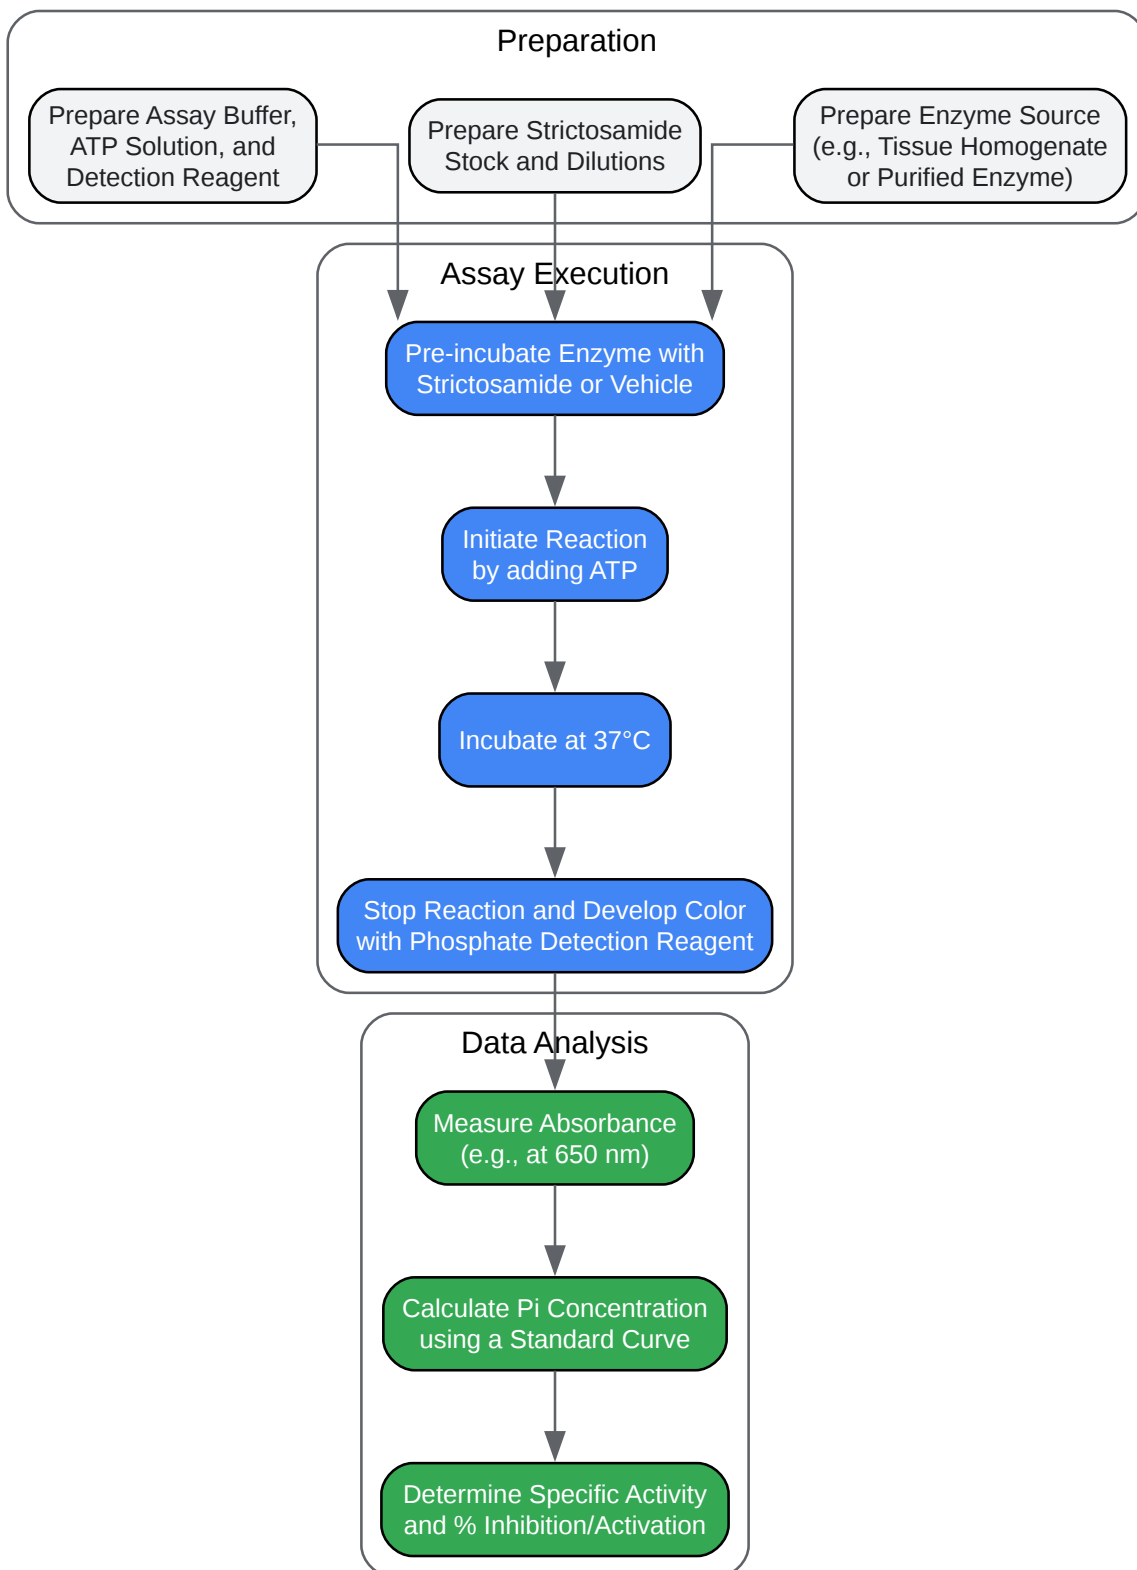 Preparation
Prepare Assay Buffer,
ATP Solution, and
Detection Reagent
Prepare Strictosamide
Stock and Dilutions
Prepare Enzyme Source
(e.g., Tissue Homogenate
or Purified Enzyme)
Assay Execution
Pre-incubate Enzyme with
Strictosamide or Vehicle
Initiate Reaction
by adding ATP
Incubate at 37°C
Stop Reaction and Develop Color
with Phosphate Detection Reagent
Data Analysis
Measure Absorbance
(e.g., at 650 nm)
Calculate Pi Concentration
using a Standard Curve
Determine Specific Activity
and % Inhibition/Activation